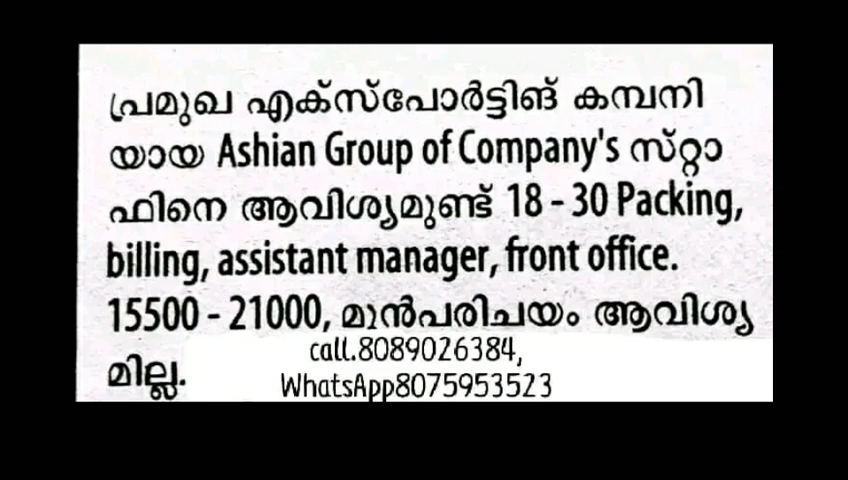 പ്രമുഖ എക്സ്പോർട്ടിങ് കമ്പനി
യായ Ashian Group of Company's സ്റ്റാ
ഫിനെ ആവിശ്യമുണ്ട് 18 - 30 Packing,
billing, assistant manager, front office.
15500 - 21000, മുൻപരിചയം ആവിശ്യ
മില്ല.
call.8089026384,
WhatsApp8075953523